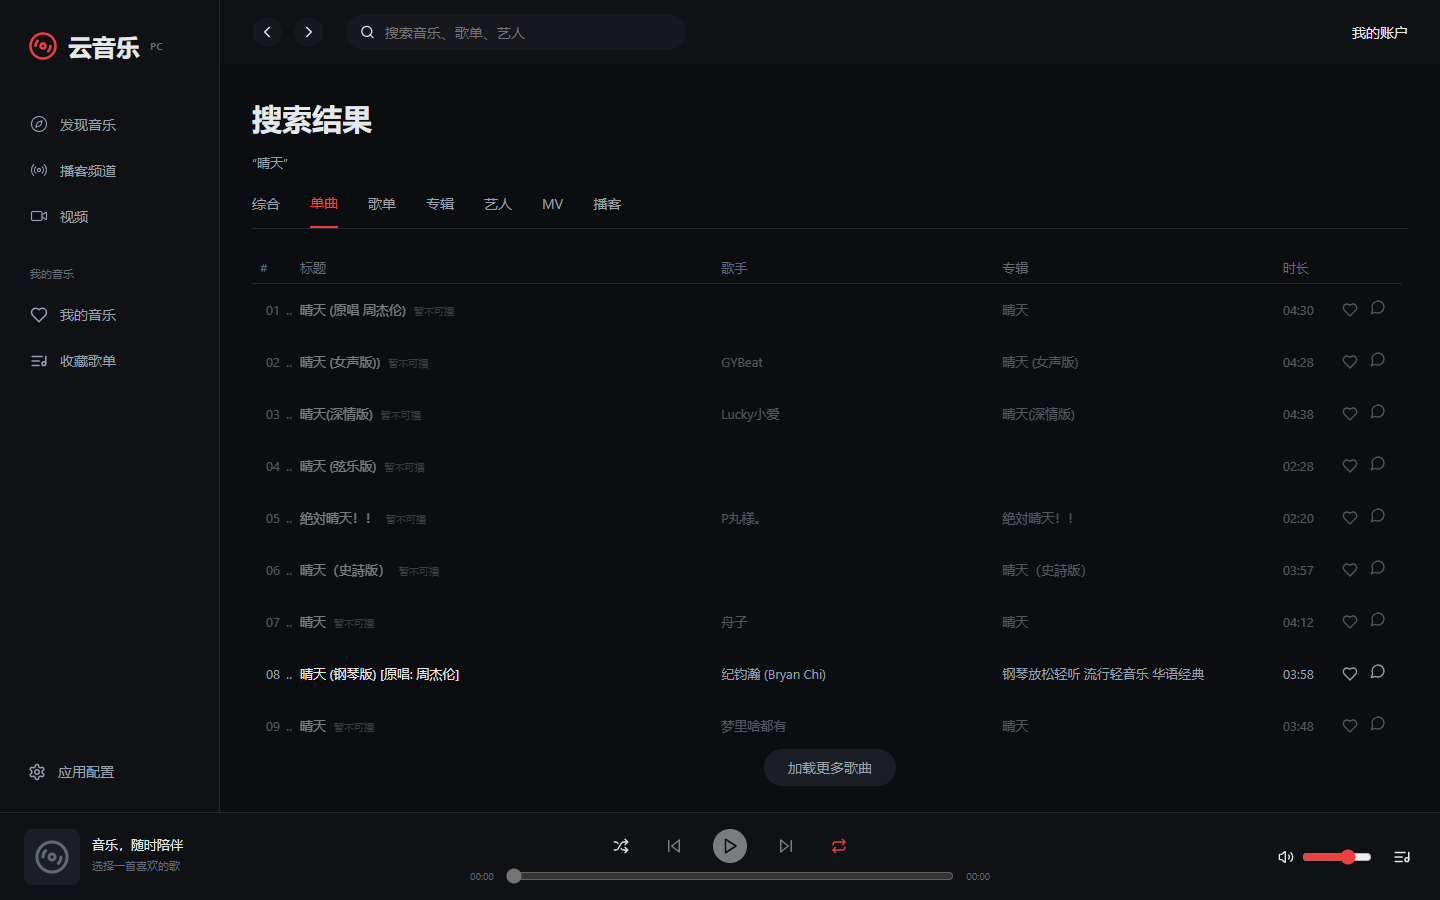 云音乐 PC
搜索音乐、歌单、艺人
我的账户
发现音乐
播客频道
视频
我的音乐
我的音乐
收藏歌单
应用配置
搜索结果
“晴天”
综合 单曲 歌单 专辑 艺人 MV 播客
# 标题 歌手 专辑 时长
01 .. 晴天 (原唱 周杰伦) 暂不可播 晴天 04:30
02 .. 晴天 (女声版)) 暂不可播 GYBeat 晴天 (女声版) 04:28
03 .. 晴天(深情版) 暂不可播 Lucky小爱 晴天(深情版) 04:38
04 .. 晴天 (弦乐版) 暂不可播 02:28
05 .. 絶对晴天！！ 暂不可播 P丸様。 絶対晴天！！ 02:20
06 .. 晴天（史詩版） 暂不可播 晴天（史詩版） 03:57
07 .. 晴天 暂不可播 舟子 晴天 04:12
08 .. 晴天 (钢琴版) [原唱: 周杰伦] 纪钧瀚 (Bryan Chi) 钢琴放松轻听 流行轻音乐 华语经典 03:58
09 .. 晴天 暂不可播 梦里啥都有 晴天 03:48
加载更多歌曲
音乐，随时陪伴
选择一首喜欢的歌
00:00 00:00